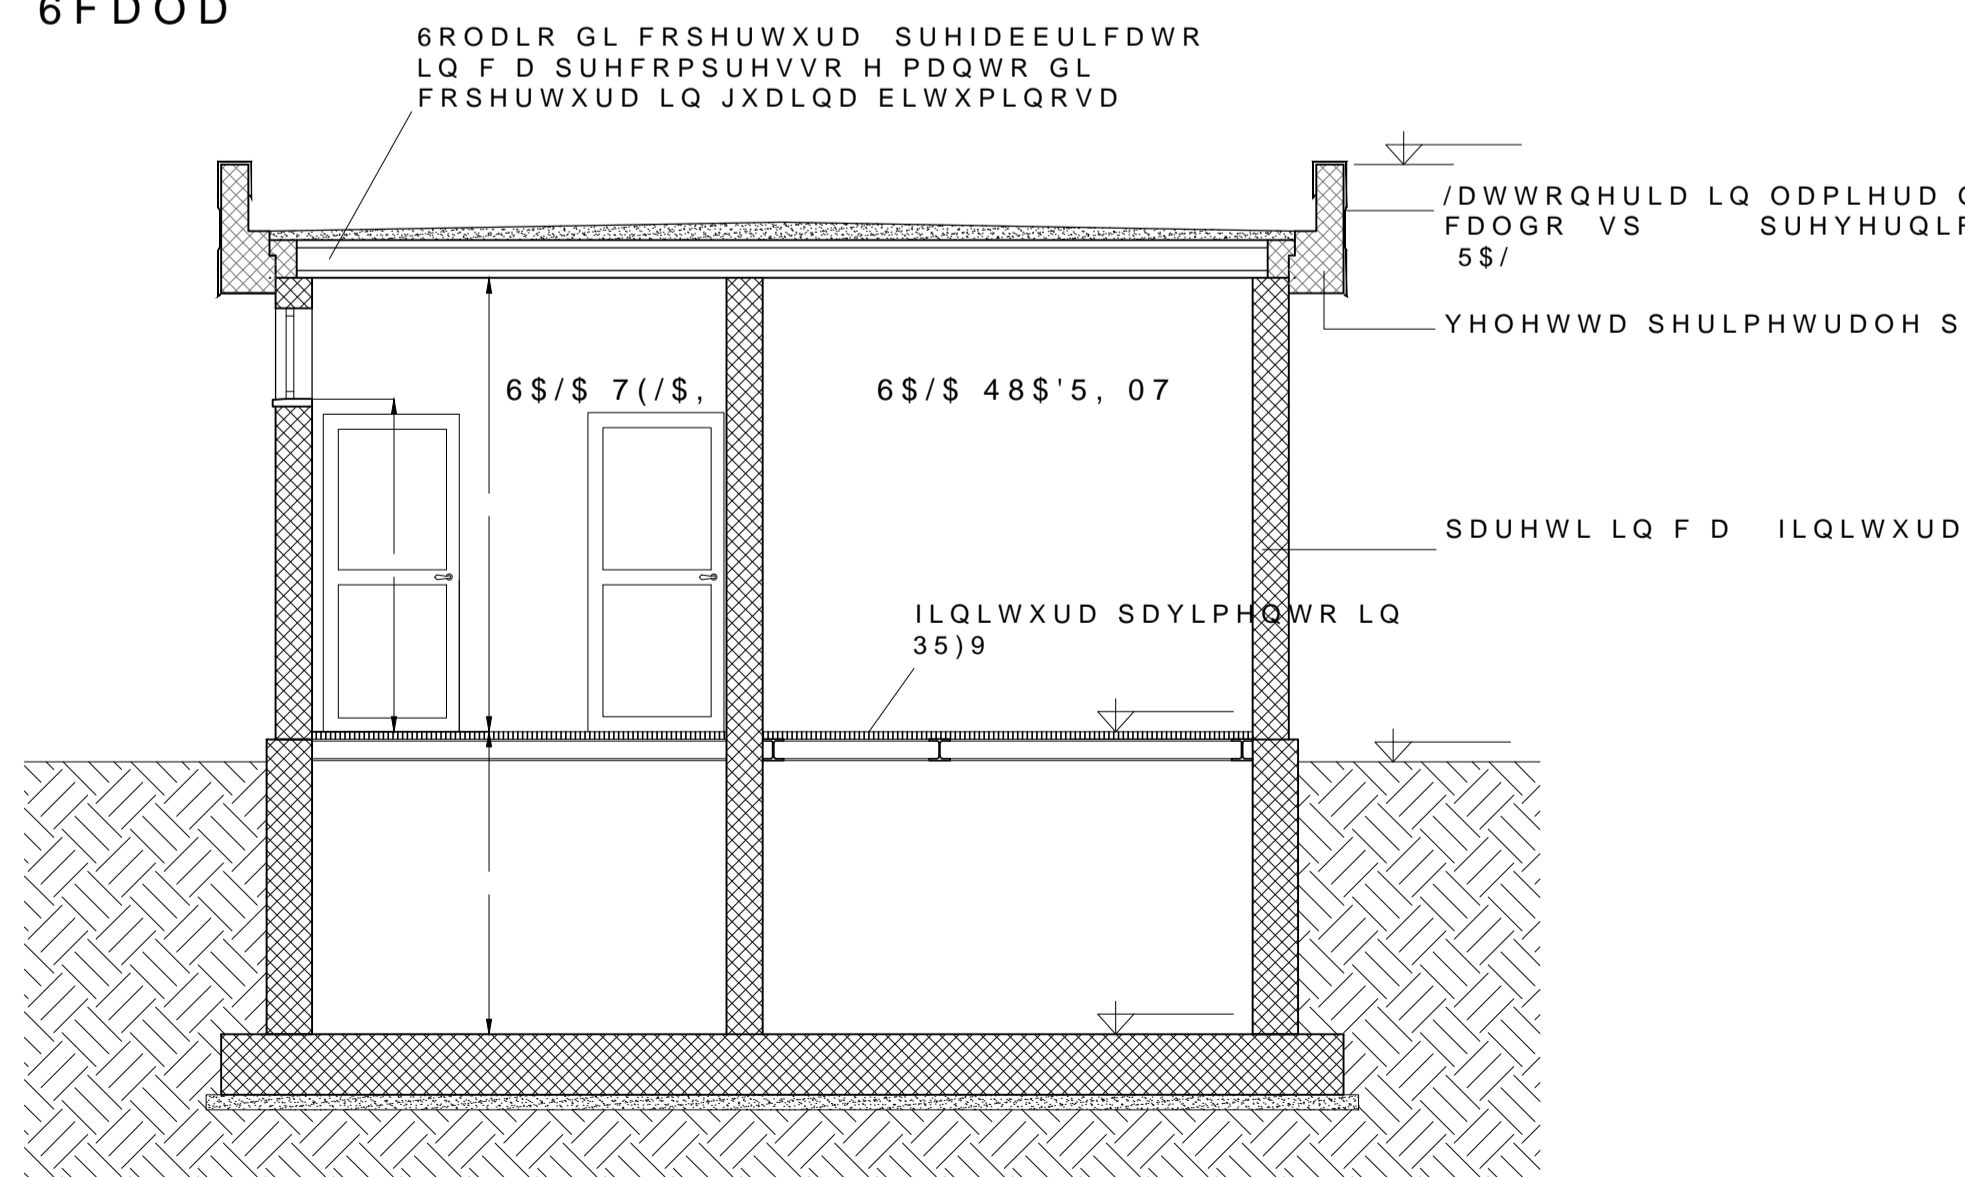 6FDOD
6RODLR GL FRSHUWXUD SUHIDEEULFDWR
LQ F D SUHFRPSUHVVR H PDQWR GL
FRSHUWXUD LQ JXDLQD ELWXPLQRVD
/DWWRQHULD LQ ODPLHUD
FDOGR VS SUHYHUQLF
5$/
YHOHWWD SHULPHWUDOH S
6$/$ 7(/$,
6$/$ 48$'5, 07
SDUHWL LQ F D ILQLWXUD
ILQLWXUD SDYLPHQWR LQ
35)9